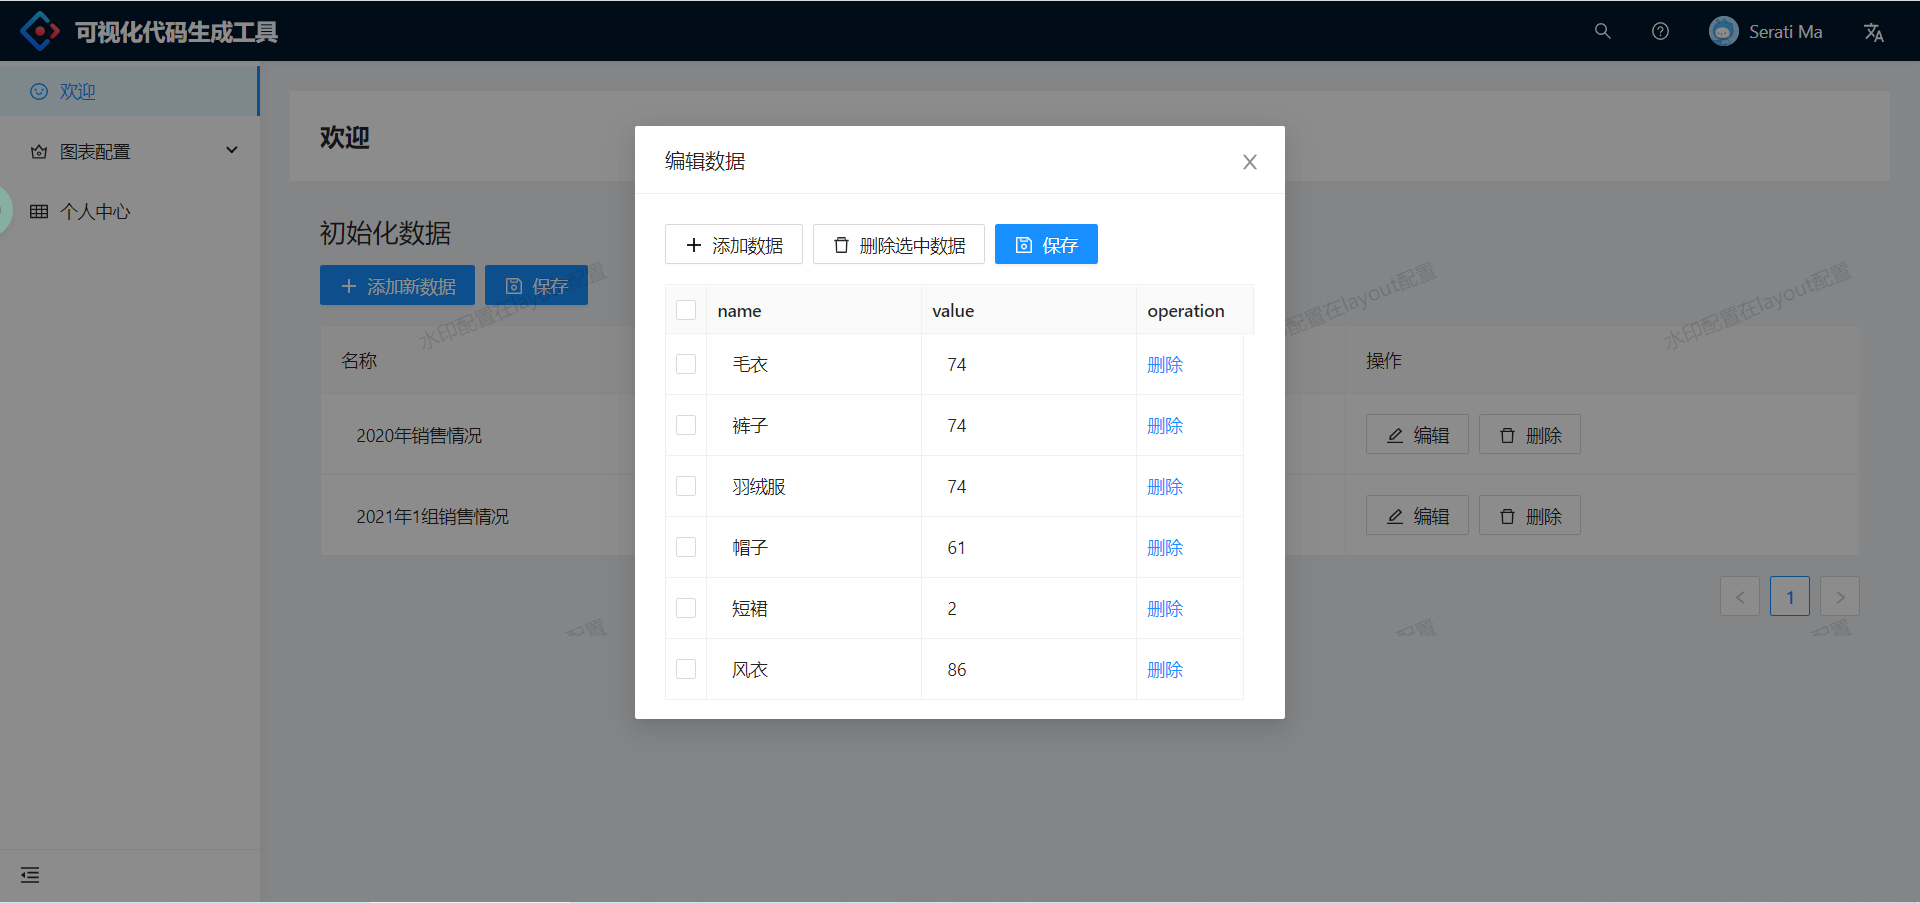 可视化代码生成工具
Serati Ma
欢迎
图表配置
个人中心
欢迎
初始化数据
添加新数据 保存
名称 操作
2020年销售情况 编辑 删除
2021年1组销售情况 编辑 删除
1
编辑数据
添加数据 删除选中数据 保存
name value operation
毛衣 74 删除
裤子 74 删除
羽绒服 74 删除
帽子 61 删除
短裙 2 删除
风衣 86 删除
水印配置在layout配置
配置在layout配置
水印配置在layout配置
配置
配置
配置